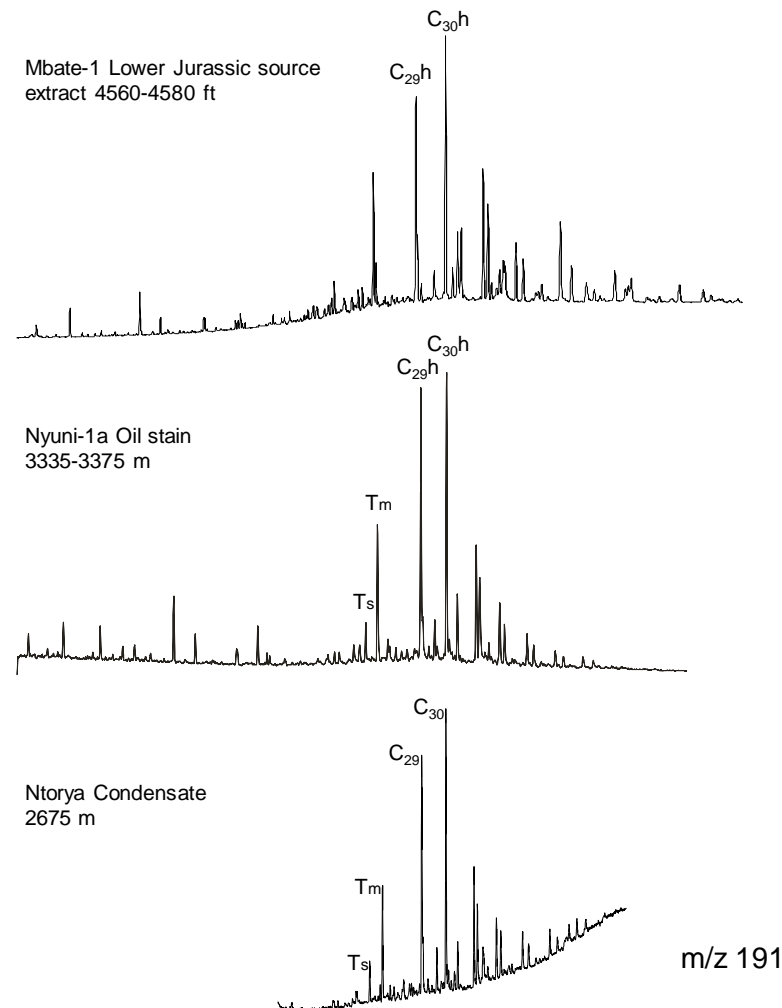 C₃₀h
Mbate-1 Lower Jurassic source
extract 4560-4580 ft
C₂₉h
C₃₀h
C₂₉h
Nyuni-1a Oil stain
3335-3375 m
Tm
Ts
C₃₀
C₂₉
Ntorya Condensate
2675 m
Tm
Ts
m/z 191